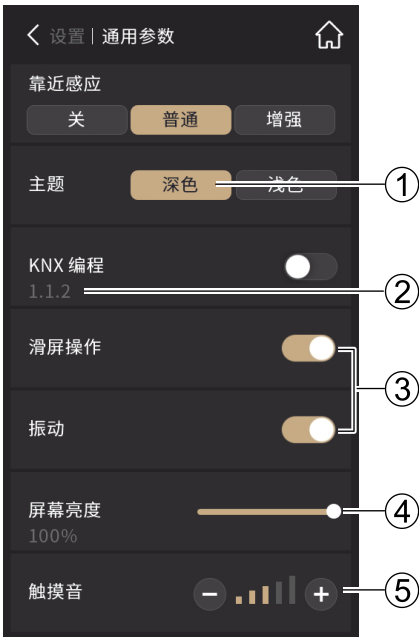 设置 | 通用参数
靠近感应
关 普通 增强
主题 深色 浅色 1
KNX 编程
1.1.2 2
滑屏操作
3
振动
屏幕亮度 4
100%
触摸音 − + 5